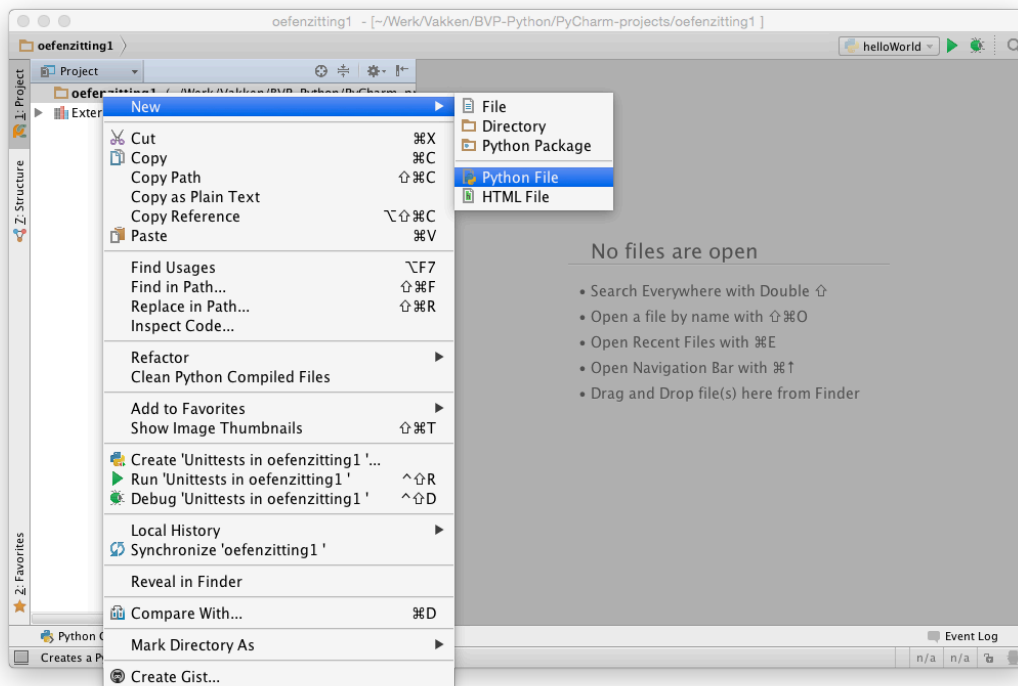 oefenzitting1 - [~/Werk/Vakken/BVP-Python/PyCharm-projects/oefenzitting1 ]
oefenzitting1
helloWorld
1: Project
Z: Structure
2: Favorites
Project
oefenzitting1
Exter
New
Cut ⌘X
Copy ⌘C
Copy Path ⇧⌘C
Copy as Plain Text
Copy Reference ⌥⇧⌘C
Paste ⌘V
Find Usages ⌥F7
Find in Path... ⇧⌘F
Replace in Path... ⇧⌘R
Inspect Code...
Refactor
Clean Python Compiled Files
Add to Favorites
Show Image Thumbnails ⇧⌘T
Create 'Unittests in oefenzitting1 '...
Run 'Unittests in oefenzitting1 ' ^⇧R
Debug 'Unittests in oefenzitting1 ' ^⇧D
Local History
Synchronize 'oefenzitting1 '
Reveal in Finder
Compare With... ⌘D
Mark Directory As
Create Gist...
File
Directory
Python Package
Python File
HTML File
No files are open
• Search Everywhere with Double ⇧
• Open a file by name with ⇧⌘O
• Open Recent Files with ⌘E
• Open Navigation Bar with ⌘↑
• Drag and Drop file(s) here from Finder
Python C
Event Log
Creates a Py
n/a n/a